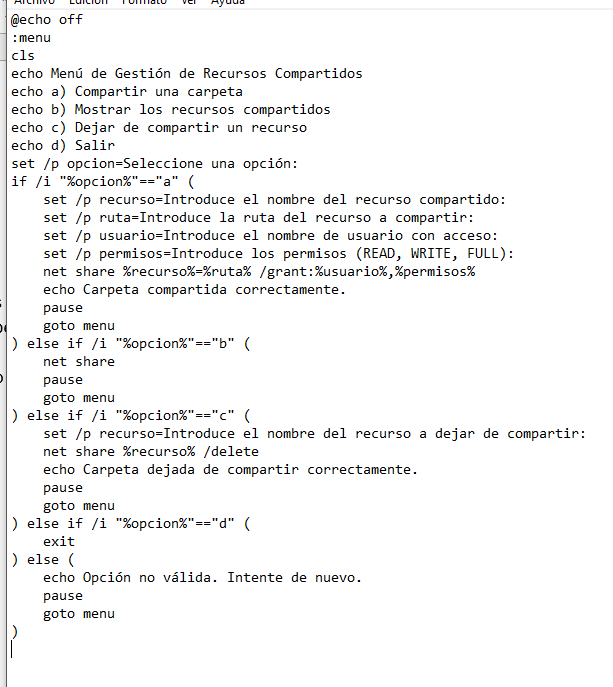 Archivo Edición Formato Ver Ayuda
@echo off
:menu
cls
echo Menú de Gestión de Recursos Compartidos
echo a) Compartir una carpeta
echo b) Mostrar los recursos compartidos
echo c) Dejar de compartir un recurso
echo d) Salir
set /p opcion=Seleccione una opción:
if /i "%opcion%"=="a" (
    set /p recurso=Introduce el nombre del recurso compartido:
    set /p ruta=Introduce la ruta del recurso a compartir:
    set /p usuario=Introduce el nombre de usuario con acceso:
    set /p permisos=Introduce los permisos (READ, WRITE, FULL):
    net share %recurso%=%ruta% /grant:%usuario%,%permisos%
    echo Carpeta compartida correctamente.
    pause
    goto menu
) else if /i "%opcion%"=="b" (
    net share
    pause
    goto menu
) else if /i "%opcion%"=="c" (
    set /p recurso=Introduce el nombre del recurso a dejar de compartir:
    net share %recurso% /delete
    echo Carpeta dejada de compartir correctamente.
    pause
    goto menu
) else if /i "%opcion%"=="d" (
    exit
) else (
    echo Opción no válida. Intente de nuevo.
    pause
    goto menu
)